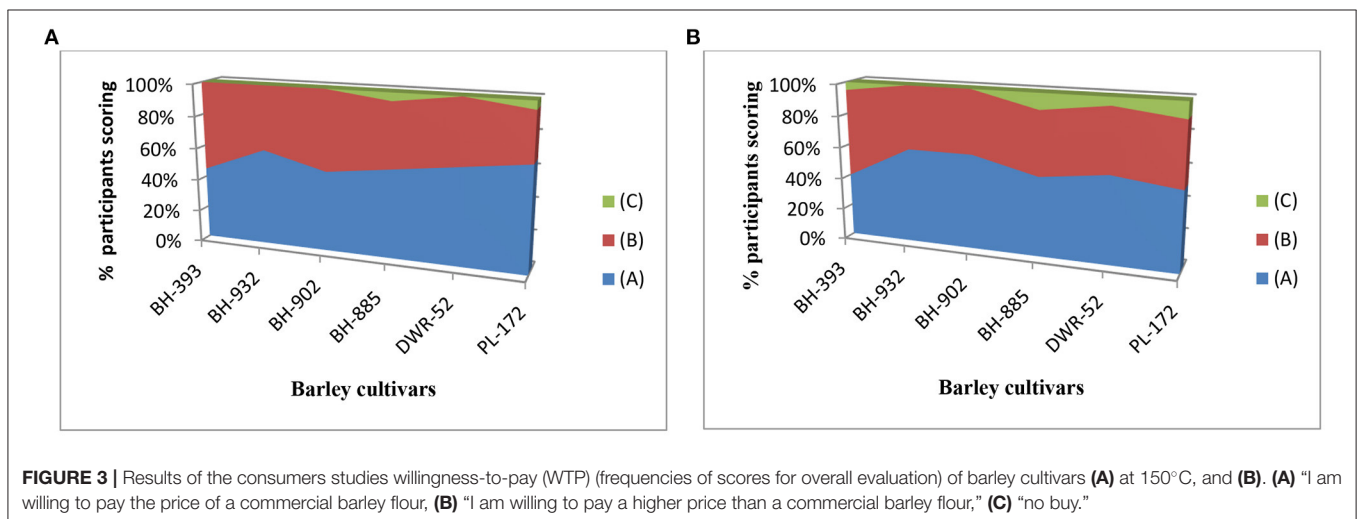 A
100%
80%
60%
40%
20%
0%
% participants scoring
BH-393
BH-932
BH-902
BH-885
DWR-52
PL-172
Barley cultivars
(C)
(B)
(A)
B
100%
80%
60%
40%
20%
0%
% participants scoring
BH-393
BH-932
BH-902
BH-885
DWR-52
PL-172
Barley cultivars
(C)
(B)
(A)
FIGURE 3 | Results of the consumers studies willingness-to-pay (WTP) (frequencies of scores for overall evaluation) of barley cultivars (A) at 150°C, and (B). (A) “I am
willing to pay the price of a commercial barley flour, (B) “I am willing to pay a higher price than a commercial barley flour,” (C) “no buy.”